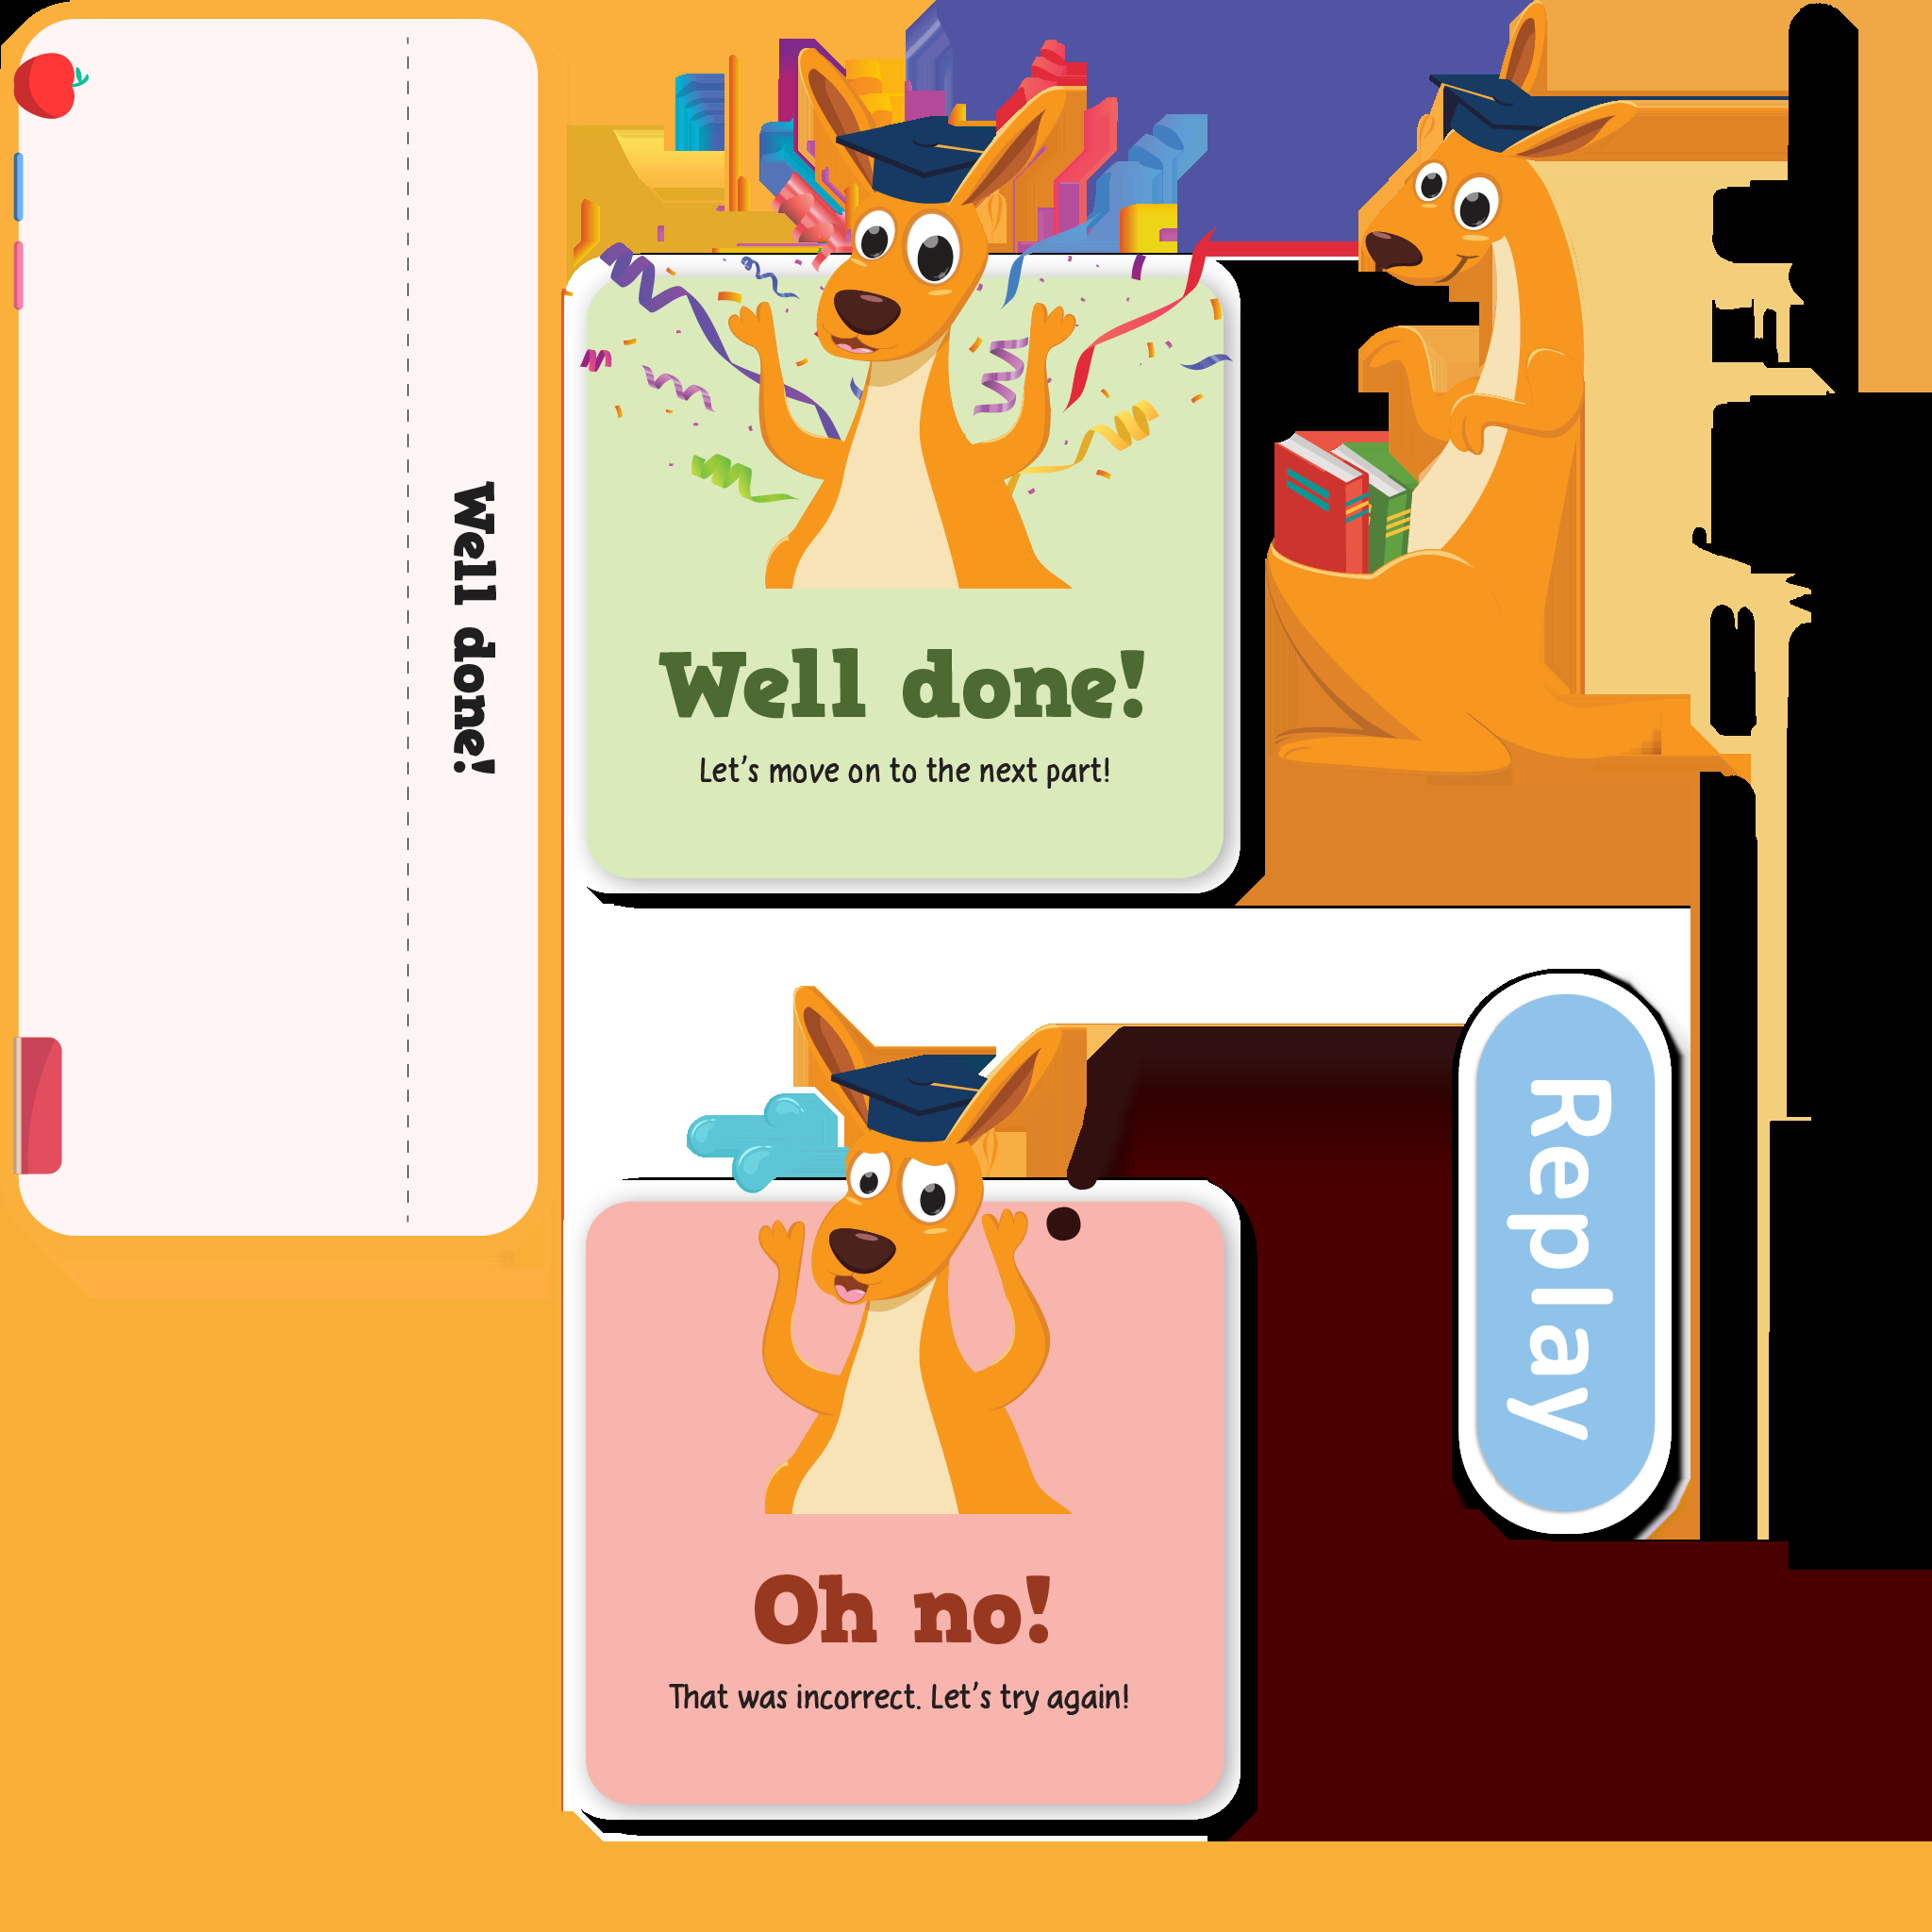 Well done!
Well done!
Let's move on to the next part!
Replay
Oh no!
That was incorrect. Let's try again!